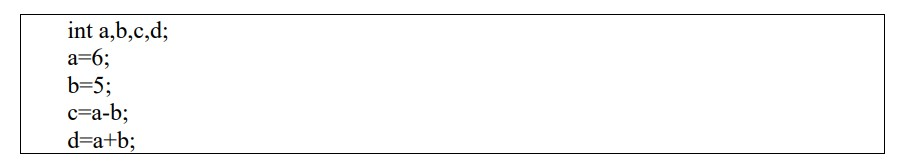 int a,b,c,d;
a=6;
b=5;
c=a-b;
d=a+b;